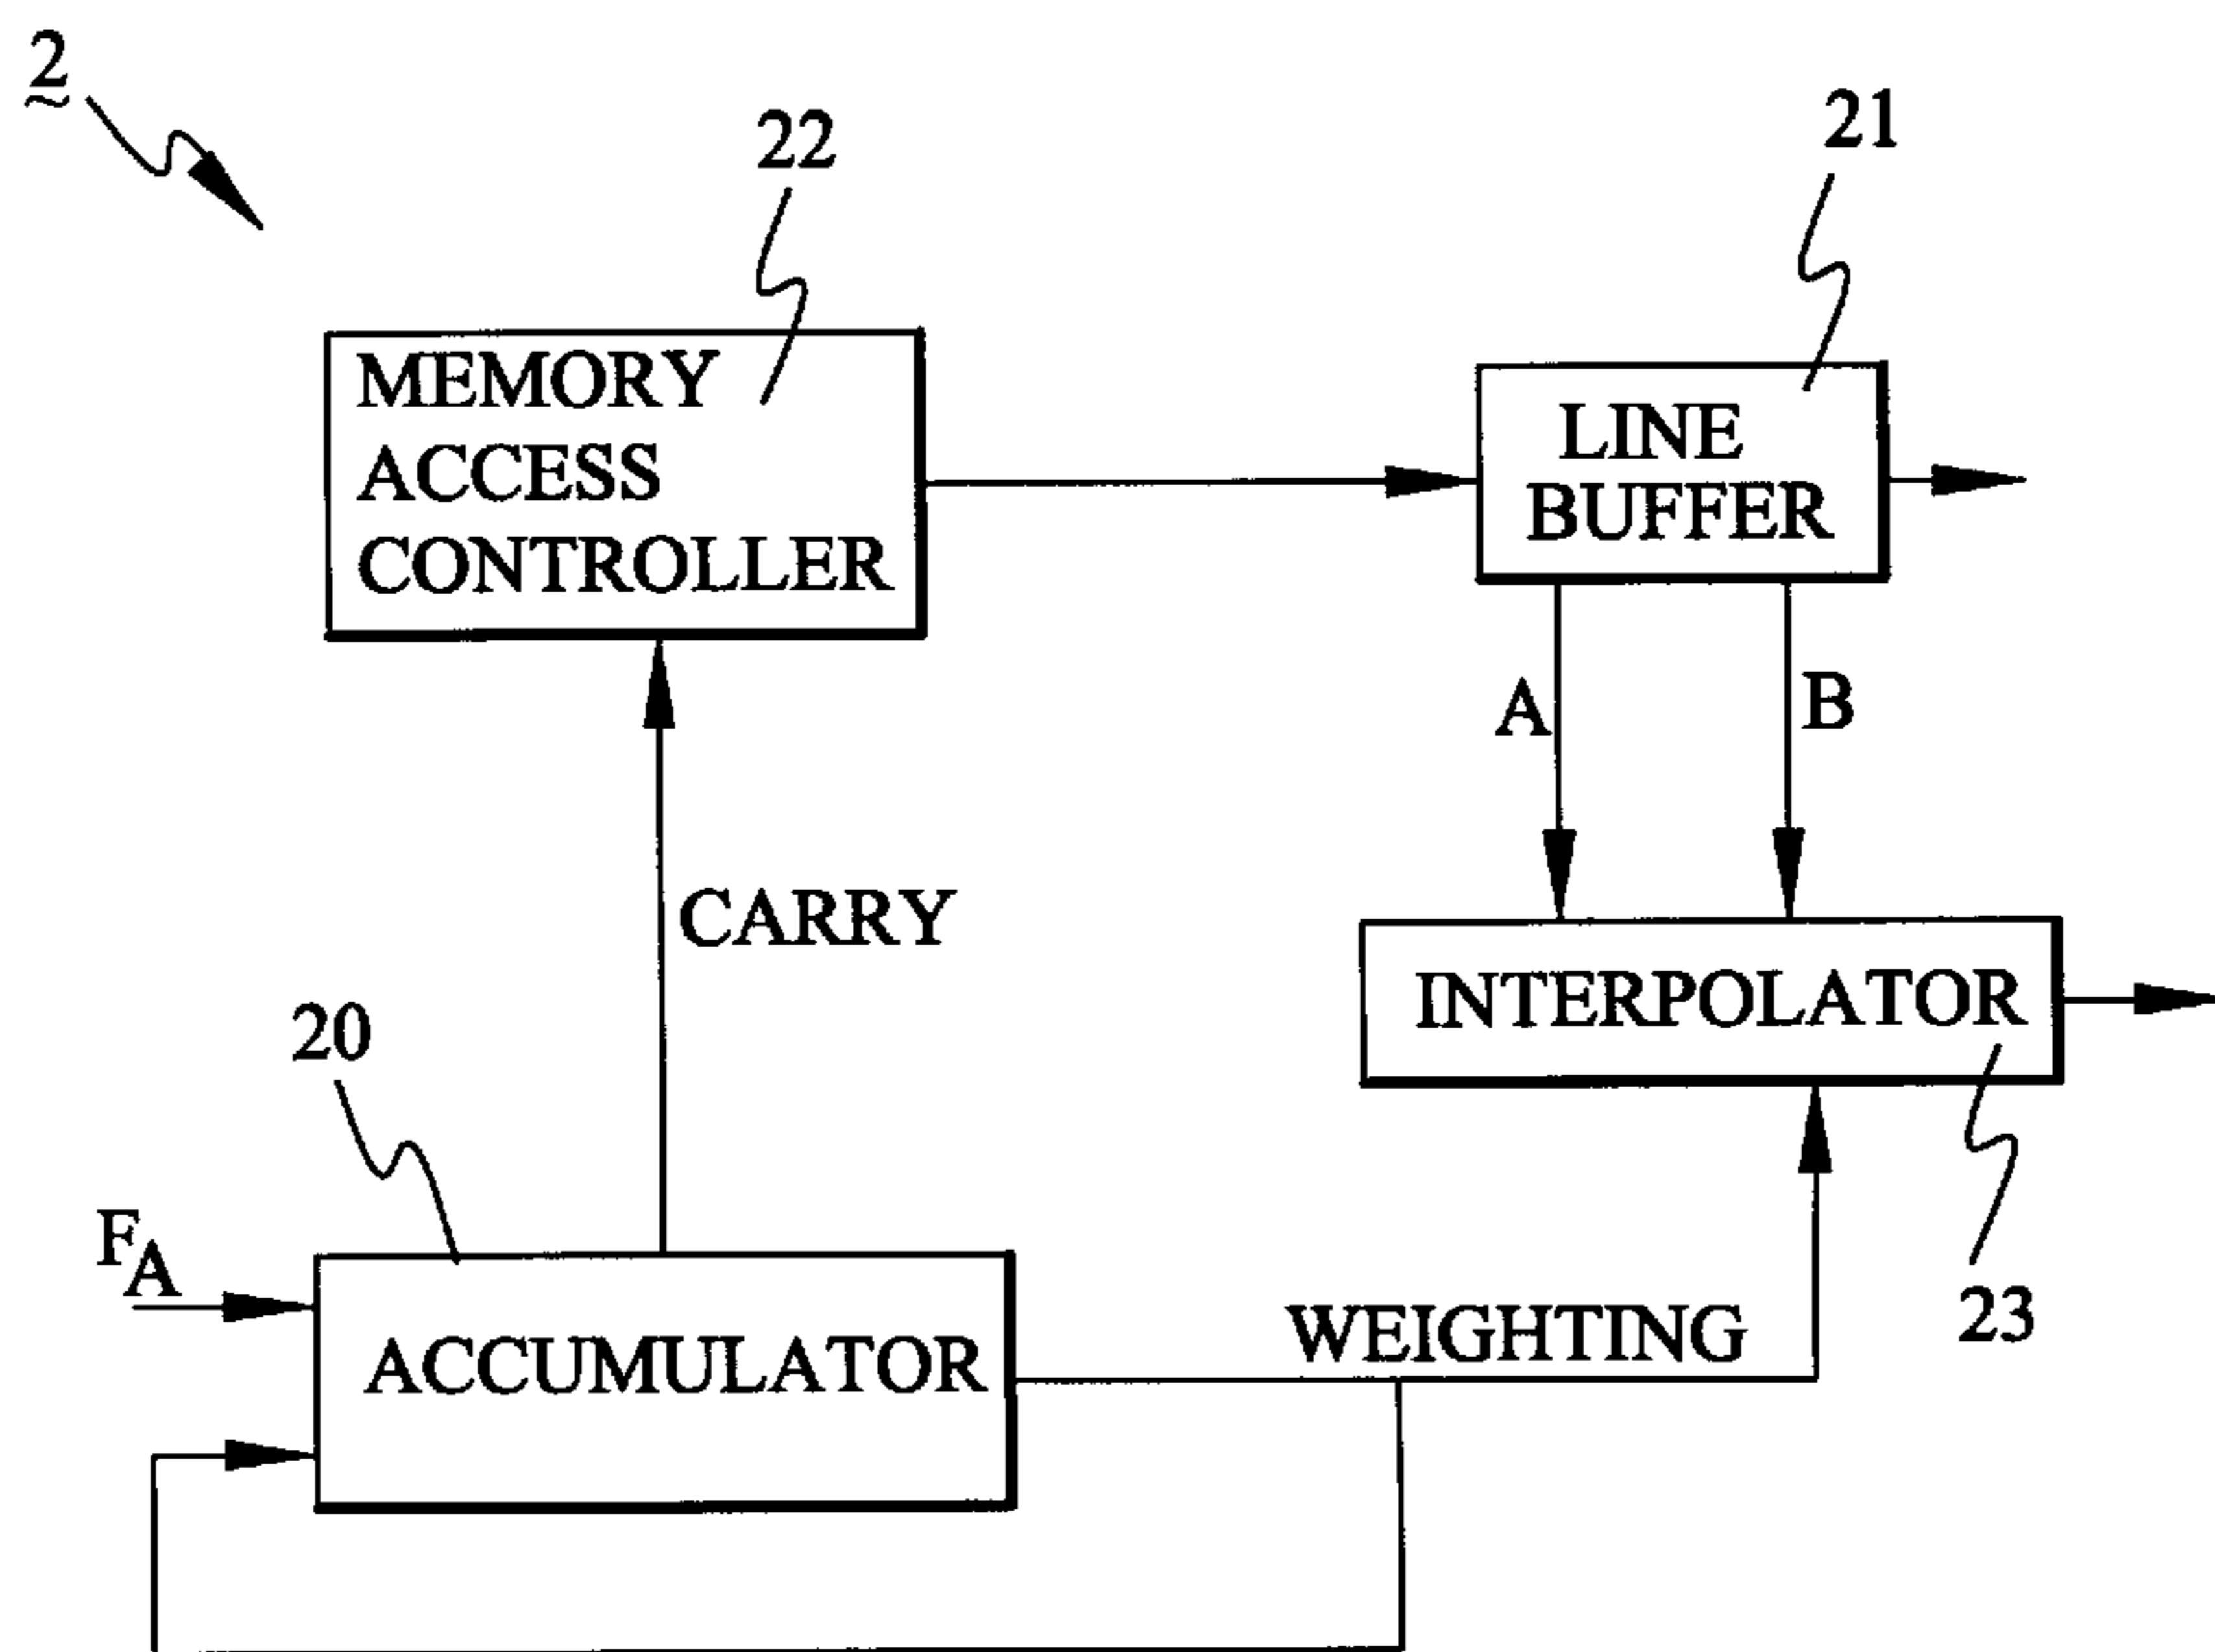 2
22
21
MEMORY
ACCESS
CONTROLLER
LINE
BUFFER
A
B
CARRY
INTERPOLATOR
20
FA
ACCUMULATOR
WEIGHTING
23